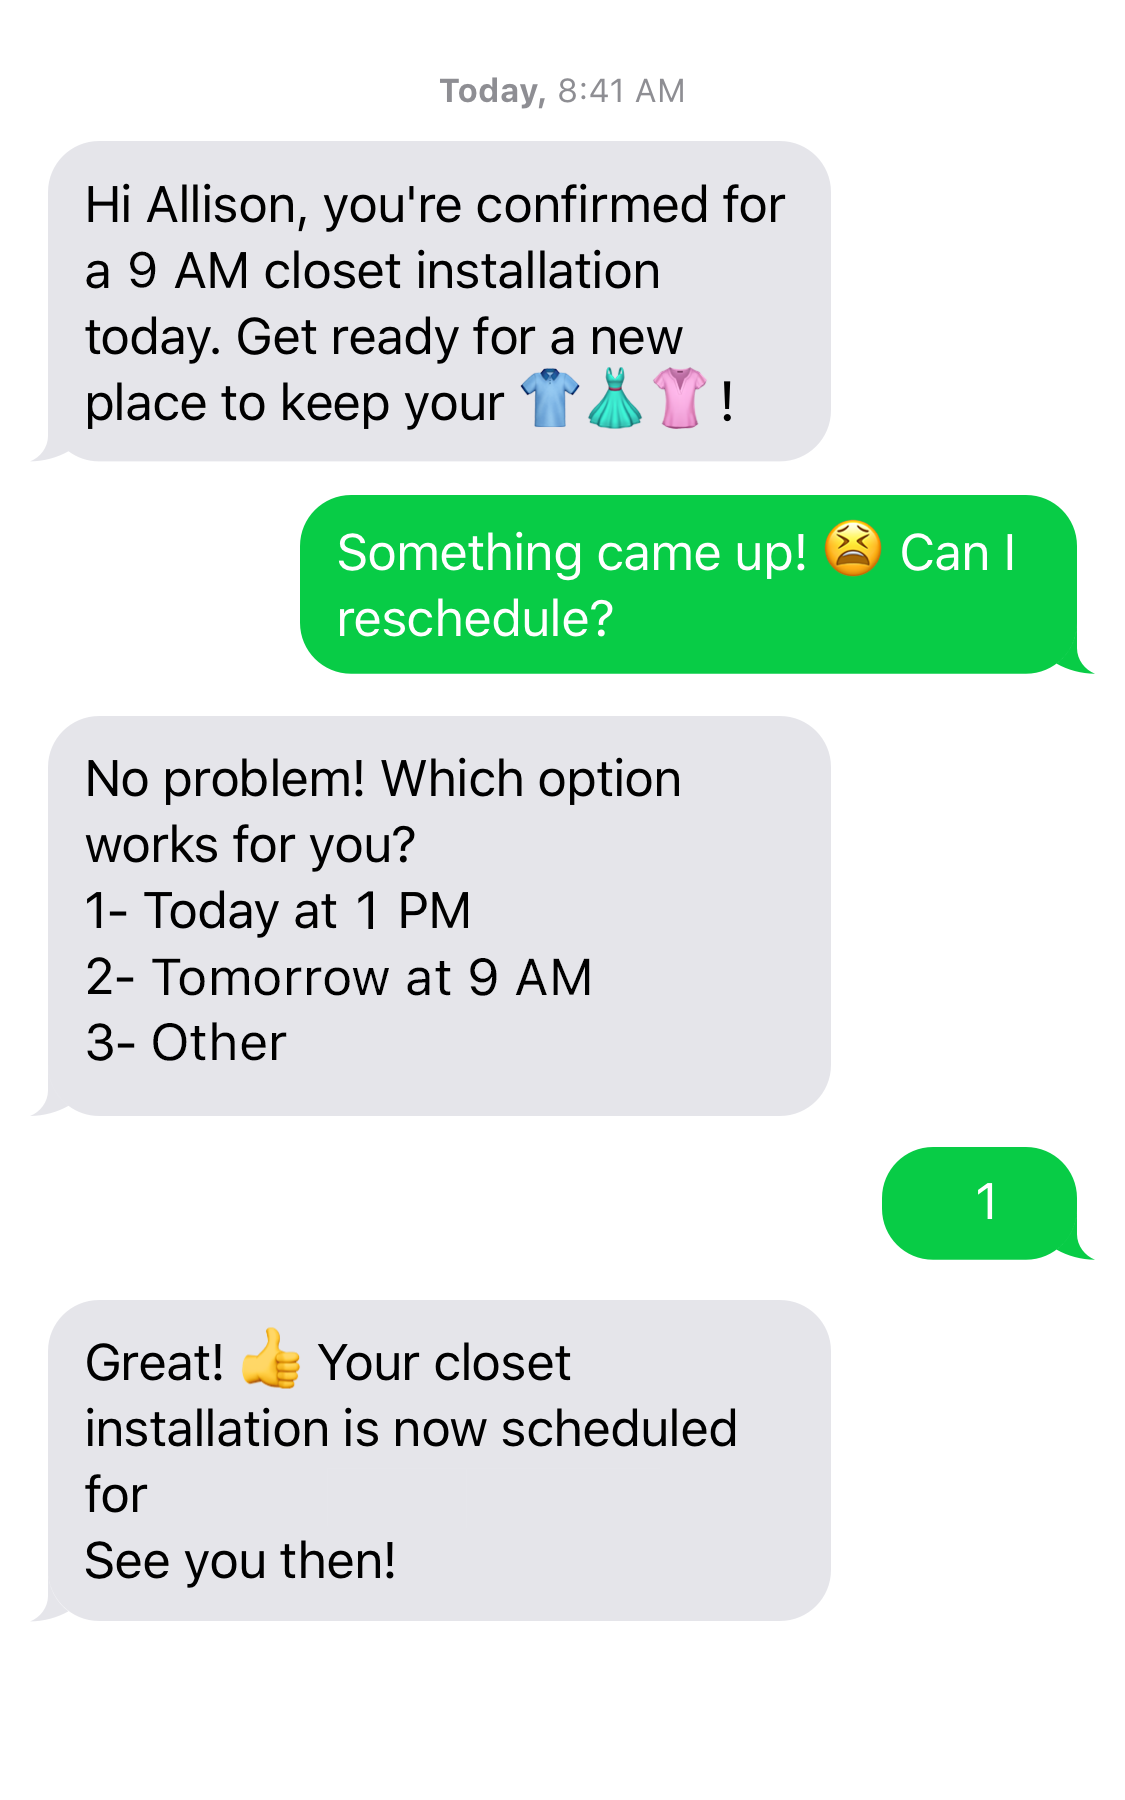 Today, 8:41 AM
Hi Allison, you're confirmed for
a 9 AM closet installation
today. Get ready for a new
place to keep your 👕👗👚 !
Something came up! 😫 Can I
reschedule?
No problem! Which option
works for you?
1- Today at 1 PM
2- Tomorrow at 9 AM
3- Other
1
Great! 👍 Your closet
installation is now scheduled
for
See you then!